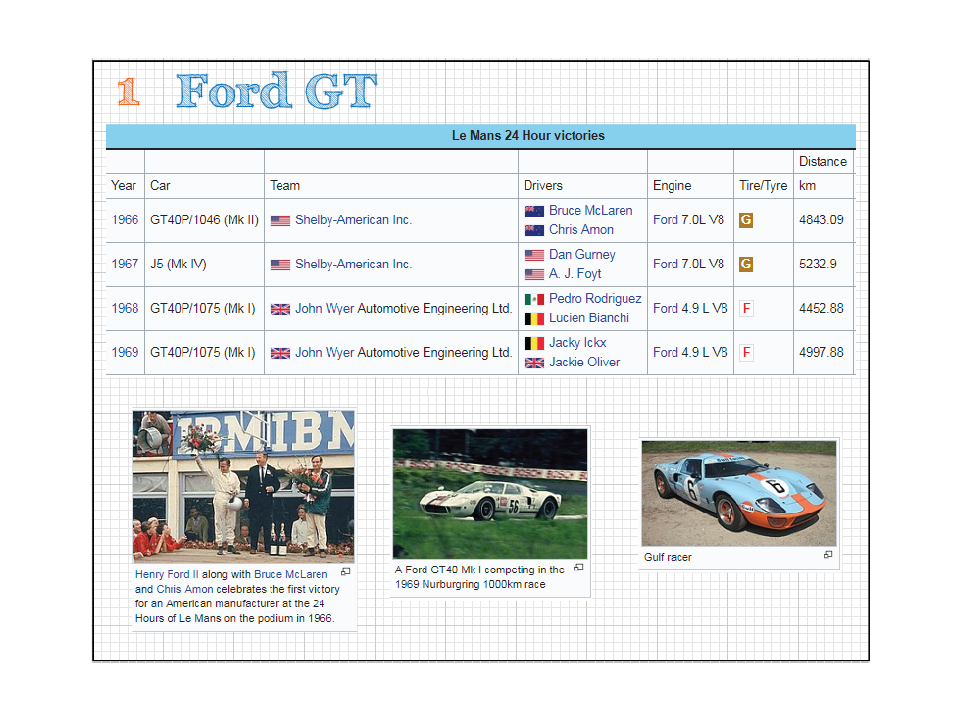 1 Ford GT
Le Mans 24 Hour victories
Distance
Year Car Team Drivers Engine Tire/Tyre km
1966 GT40P/1046 (Mk II) Shelby-American Inc. Bruce McLaren Chris Amon Ford 7.0L V8 G 4843.09
1967 J5 (Mk IV) Shelby-American Inc. Dan Gurney A. J. Foyt Ford 7.0L V8 G 5232.9
1968 GT40P/1075 (Mk I) John Wyer Automotive Engineering Ltd. Pedro Rodriguez Lucien Bianchi Ford 4.9 L V8 F 4452.88
1969 GT40P/1075 (Mk I) John Wyer Automotive Engineering Ltd. Jacky Ickx Jackie Oliver Ford 4.9 L V8 F 4997.88
IBM IBM
Henry Ford II along with Bruce McLaren
and Chris Amon celebrates the first victory
for an American manufacturer at the 24
Hours of Le Mans on the podium in 1966.
56
A Ford GT40 Mk I competing in the
1969 Nurburgring 1000km race
6 6
Gulf racer